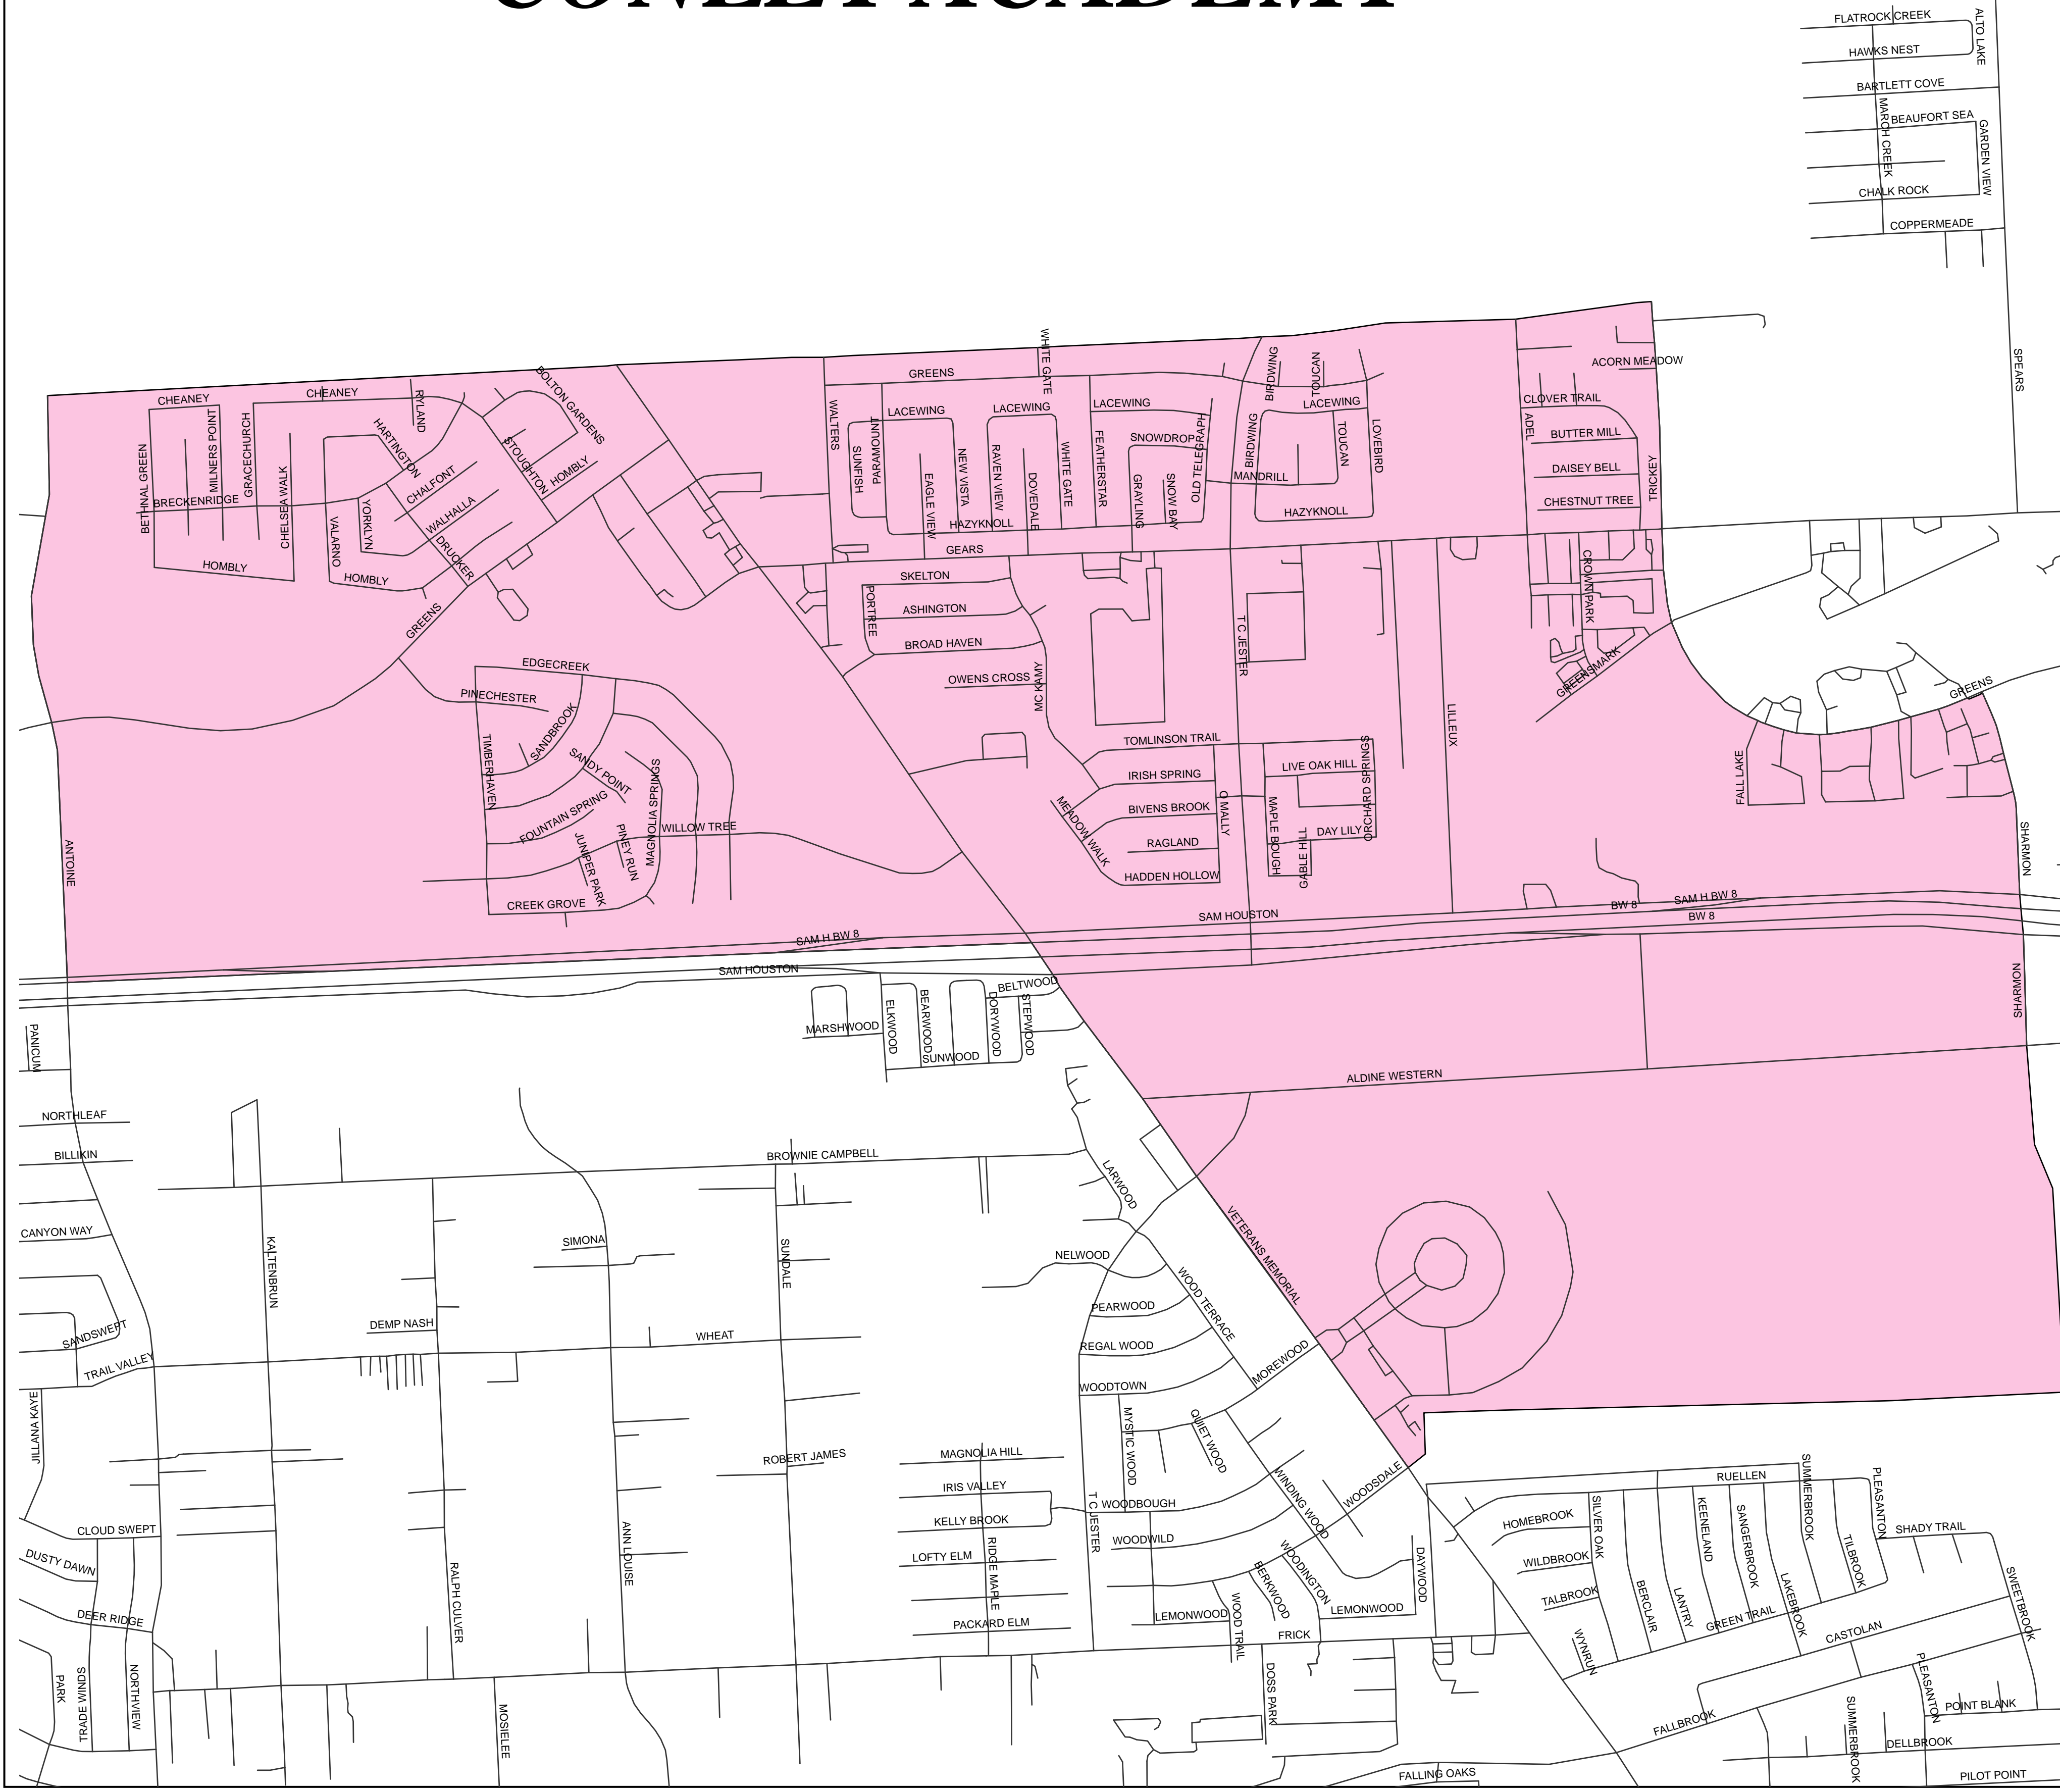 CONLEY ACADEMY
FLATROCK CREEK
ALTO LAKE
HAWKS NEST
BARTLETT COVE
MARCH CREEK
BEAUFORT SEA
GARDEN VIEW
CHALK ROCK
COPPERMEADE
SPEARS
WHITE GATE
BIRDWING
TOUCAN
ACORN MEADOW
BOLTON GARDENS
GREENS
CHEANEY
CHEANEY
RYLAND
LACEWING
LACEWING
LACEWING
LACEWING
CLOVER TRAIL
WALTERS
PARAMOUNT
SUNFISH
ADEL
BUTTER MILL
BETHNAL GREEN
MILNERS POINT
GRACECHURCH
CHELSEA WALK
HARTINGTON
STOUGHTON
HOMBLY
CHALFONT
WALHALLA
EAGLE VIEW
NEW VISTA
RAVEN VIEW
DOVEDALE
WHITE GATE
FEATHERSTAR
SNOWDROP
GRAYLING
SNOW BAY
OLD TELEGRAPH
BIRDWING
MANDRILL
TOUCAN
LOVEBIRD
DAISEY BELL
TRICKEY
CHESTNUT TREE
BRECKENRIDGE
VALARNO
YORKLYN
DRUCKER
HAZYKNOLL
HAZYKNOLL
GEARS
HOMBLY
HOMBLY
SKELTON
PORTREE
ASHINGTON
BROAD HAVEN
OWENS CROSS
MC KAMY
T C JESTER
CROWN PARK
GREENSMARK
GREENS
GREENS
EDGECREEK
PINECHESTER
SANDBROOK
TIMBERHAVEN
SANDY POINT
MAGNOLIA SPRINGS
FOUNTAIN SPRING
JUNIPER PARK
PINEY RUN
WILLOW TREE
CREEK GROVE
ANTOINE
TOMLINSON TRAIL
IRISH SPRING
BIVENS BROOK
RAGLAND
HADDEN HOLLOW
MEADOW WALK
O MALLY
MAPLE BOUGH
LIVE OAK HILL
ORCHARD SPRINGS
DAY LILY
GABLE HILL
LILLEUX
FALL LAKE
SHARMON
SAM HOUSTON
BW 8
SAM H BW 8
BW 8
SAM H BW 8
SAM HOUSTON
SHARMON
BELTWOOD
MARSHWOOD
ELKWOOD
BEARWOOD
DORYWOOD
STEPWOOD
SUNWOOD
PANICUM
ALDINE WESTERN
NORTHLEAF
BILLIKIN
BROWNIE CAMPBELL
LARWOOD
CANYON WAY
KALTENBRUN
SIMONA
SUNDALE
NELWOOD
VETERANS MEMORIAL
WOOD TERRACE
PEARWOOD
REGAL WOOD
MOREWOOD
SANDSWEPT
TRAIL VALLEY
DEMP NASH
WHEAT
WOODTOWN
MYSTIC WOOD
QUIET WOOD
JILLANA KAYE
ROBERT JAMES
MAGNOLIA HILL
IRIS VALLEY
KELLY BROOK
LOFTY ELM
RIDGE MAPLE
PACKARD ELM
T C JESTER
WOODBOUGH
WOODWILD
WINDING WOOD
WOODSDALE
WOODINGTON
BERKWOOD
LEMONWOOD
LEMONWOOD
WOOD TRAIL
DAYWOOD
FRICK
DOSS PARK
CLOUD SWEPT
DUSTY DAWN
DEER RIDGE
PARK
TRADE WINDS
NORTHVIEW
RALPH CULVER
ANN LOUISE
MOSIELEE
RUELLEN
HOMEBROOK
SILVER OAK
WILDBROOK
TALBROOK
WYNRUN
BERCLAIR
LANTRY
KEENELAND
SANGERBROOK
LAKEBROOK
SUMMERBROOK
TILBROOK
PLEASANTON
SHADY TRAIL
SWEETBROOK
GREEN TRAIL
CASTOLAN
FALLBROOK
PLEASANTON
POINT BLANK
SUMMERBROOK
DELLBROOK
PILOT POINT
FALLING OAKS